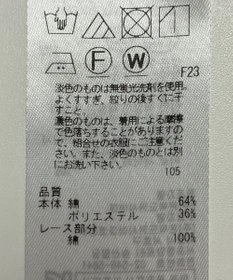 F W F23
淡色のものは無蛍光洗剤を使用
よくすすぎ、絞りの後すぐに干
すこと。
濃色のものは、着用による摩擦
で色落ちすることがありますの
で、組合せの衣服にご注意くだ
さい。また、淡色のものとは別
にお洗い下さい。
105
品質
本体 綿 64%
ポリエステル 36%
レース部分
綿 100%